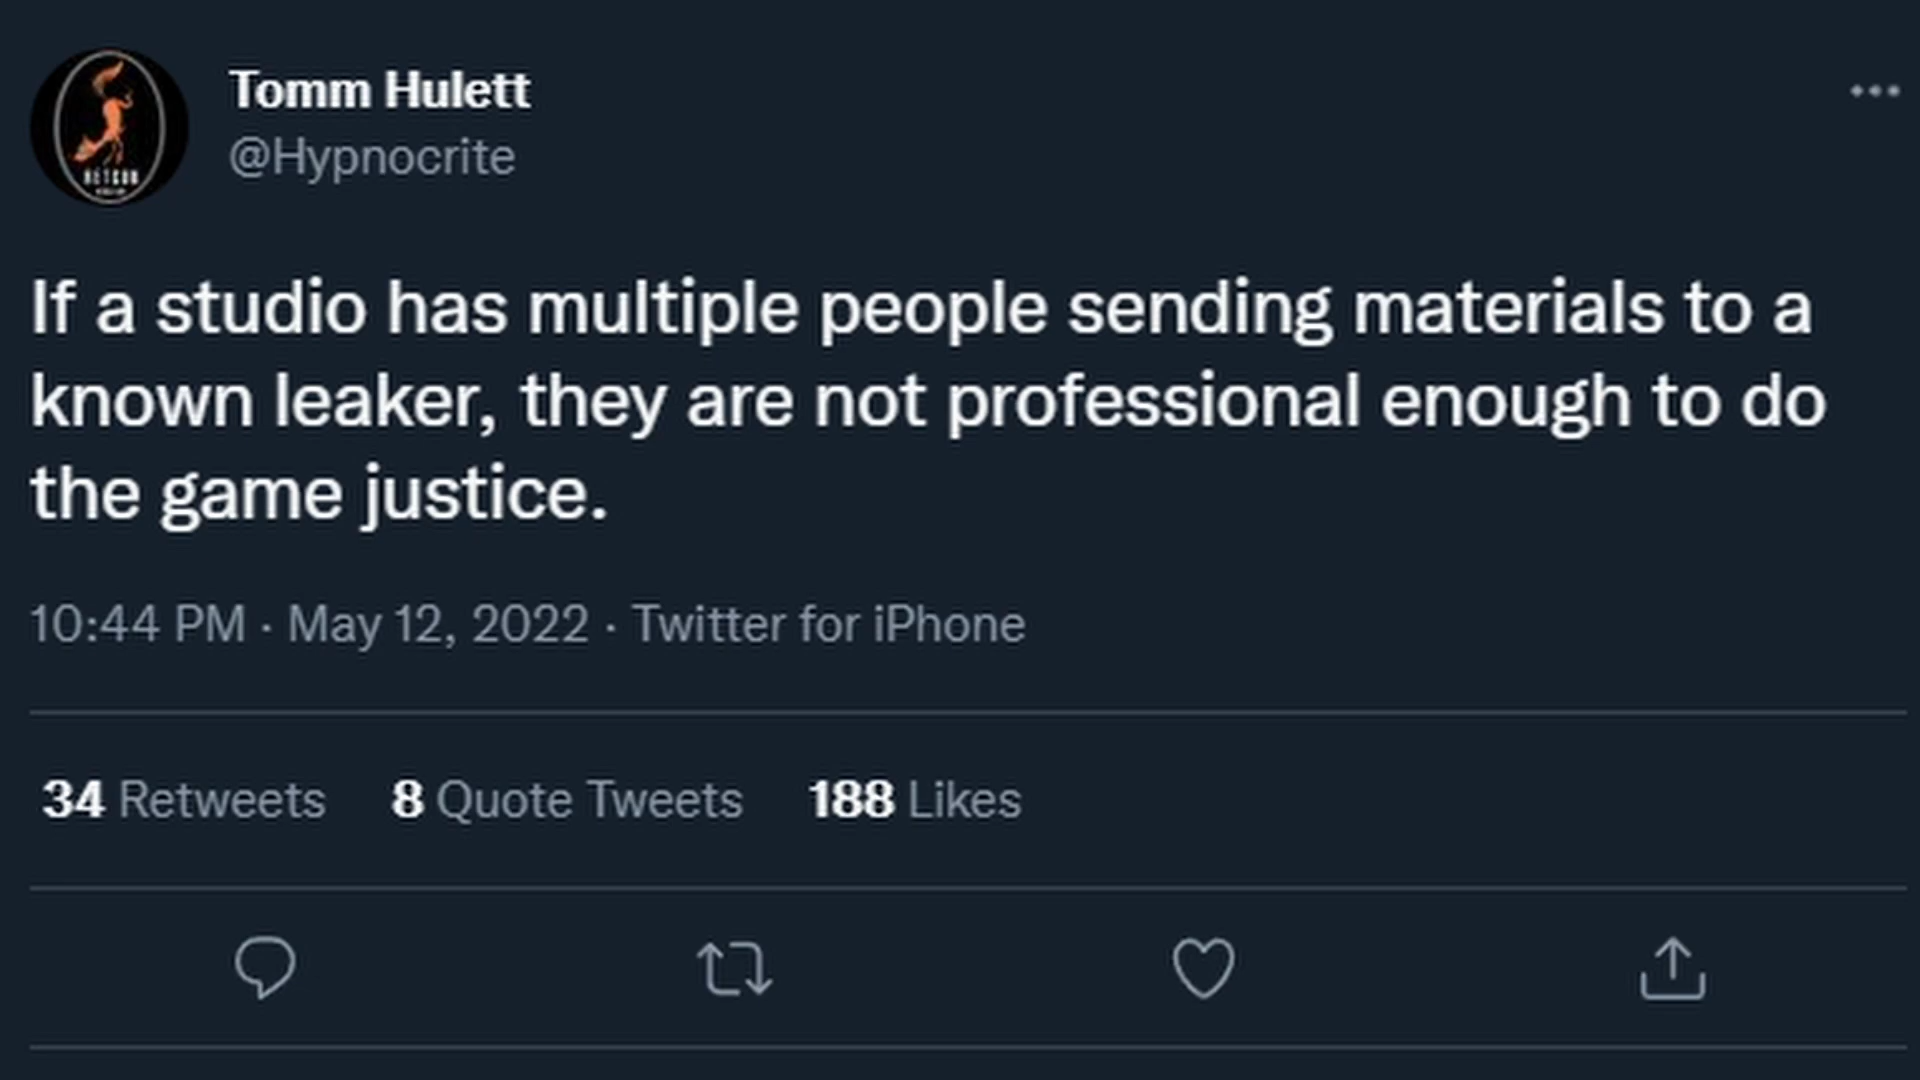 Tomm Hulett
@Hypnocrite
If a studio has multiple people sending materials to a
known leaker, they are not professional enough to do
the game justice.
10:44 PM · May 12, 2022 · Twitter for iPhone
34 Retweets 8 Quote Tweets 188 Likes